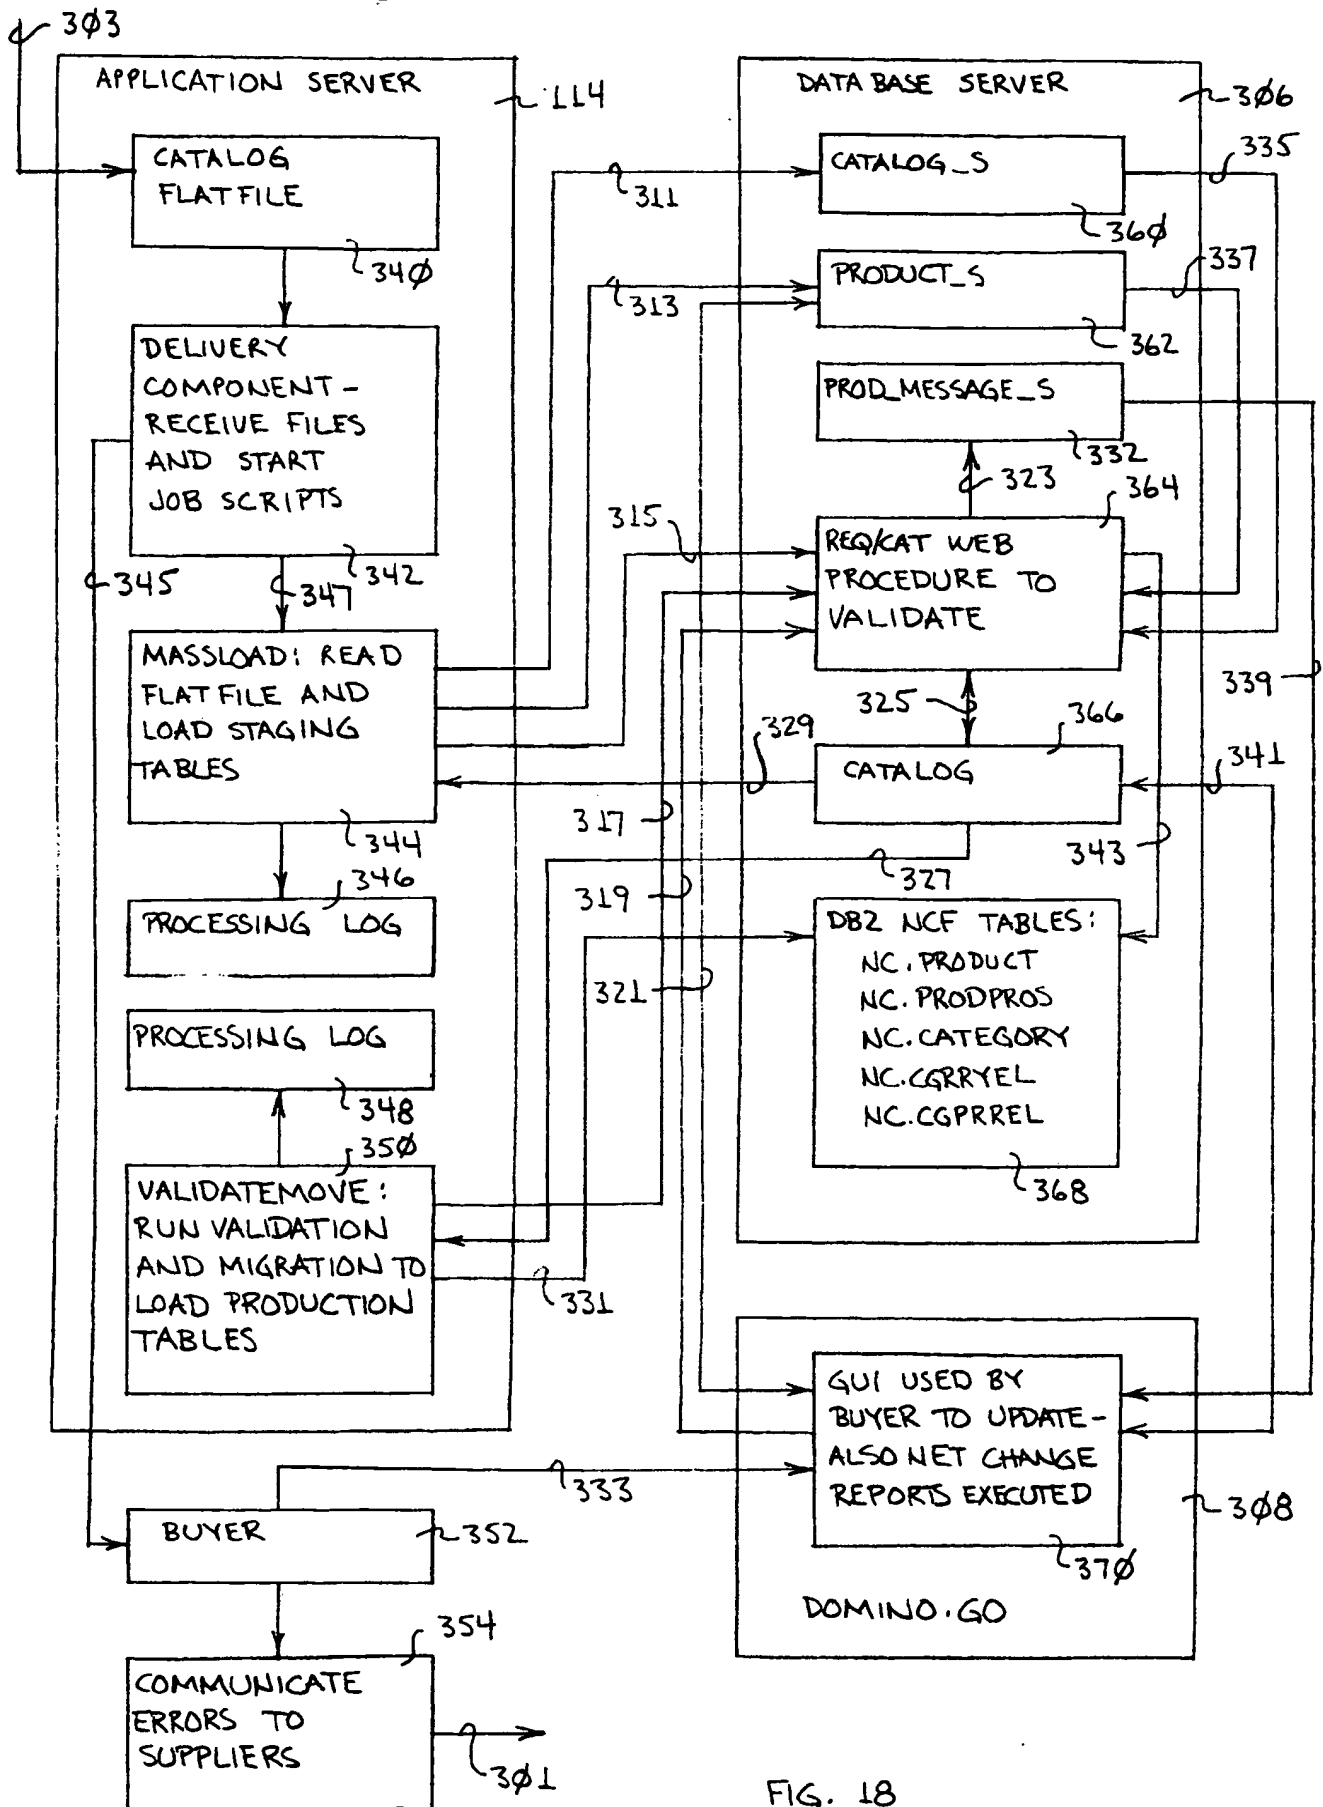 303
APPLICATION SERVER
114
CATALOG
FLATFILE
340
DELIVERY
COMPONENT -
RECEIVE FILES
AND START
JOB SCRIPTS
342
345
347
MASSLOAD: READ
FLATFILE AND
LOAD STAGING
TABLES
344
346
PROCESSING LOG
PROCESSING LOG
348
350
VALIDATEMOVE:
RUN VALIDATION
AND MIGRATION TO
LOAD PRODUCTION
TABLES
BUYER
352
354
COMMUNICATE
ERRORS TO
SUPPLIERS
301
311
313
315
329
317
327
319
321
331
333
DATABASE SERVER
306
CATALOG_S
360
335
PRODUCT_S
362
337
PROD_MESSAGE_S
332
323
364
REQ/CAT WEB
PROCEDURE TO
VALIDATE
339
325
366
CATALOG
341
343
DB2 NCF TABLES:
NC.PRODUCT
NC.PRODPROS
NC.CATEGORY
NC.CGRRYEL
NC.CGPRREL
368
GUI USED BY
BUYER TO UPDATE -
ALSO NET CHANGE
REPORTS EXECUTED
370
308
DOMINO.GO
FIG. 18